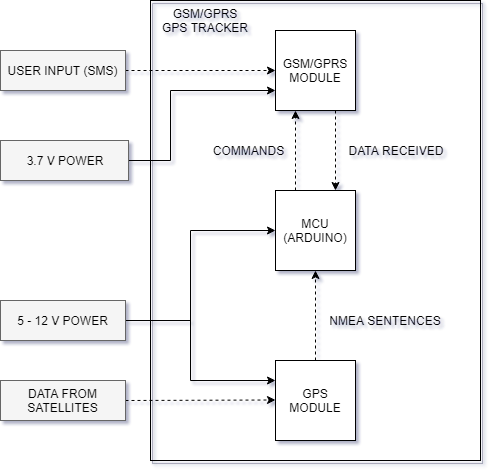 GSM/GPRS
GPS TRACKER
USER INPUT (SMS)
GSM/GPRS
MODULE
3.7 V POWER
COMMANDS
DATA RECEIVED
MCU
(ARDUINO)
5 - 12 V POWER
NMEA SENTENCES
DATA FROM
SATELLITES
GPS
MODULE